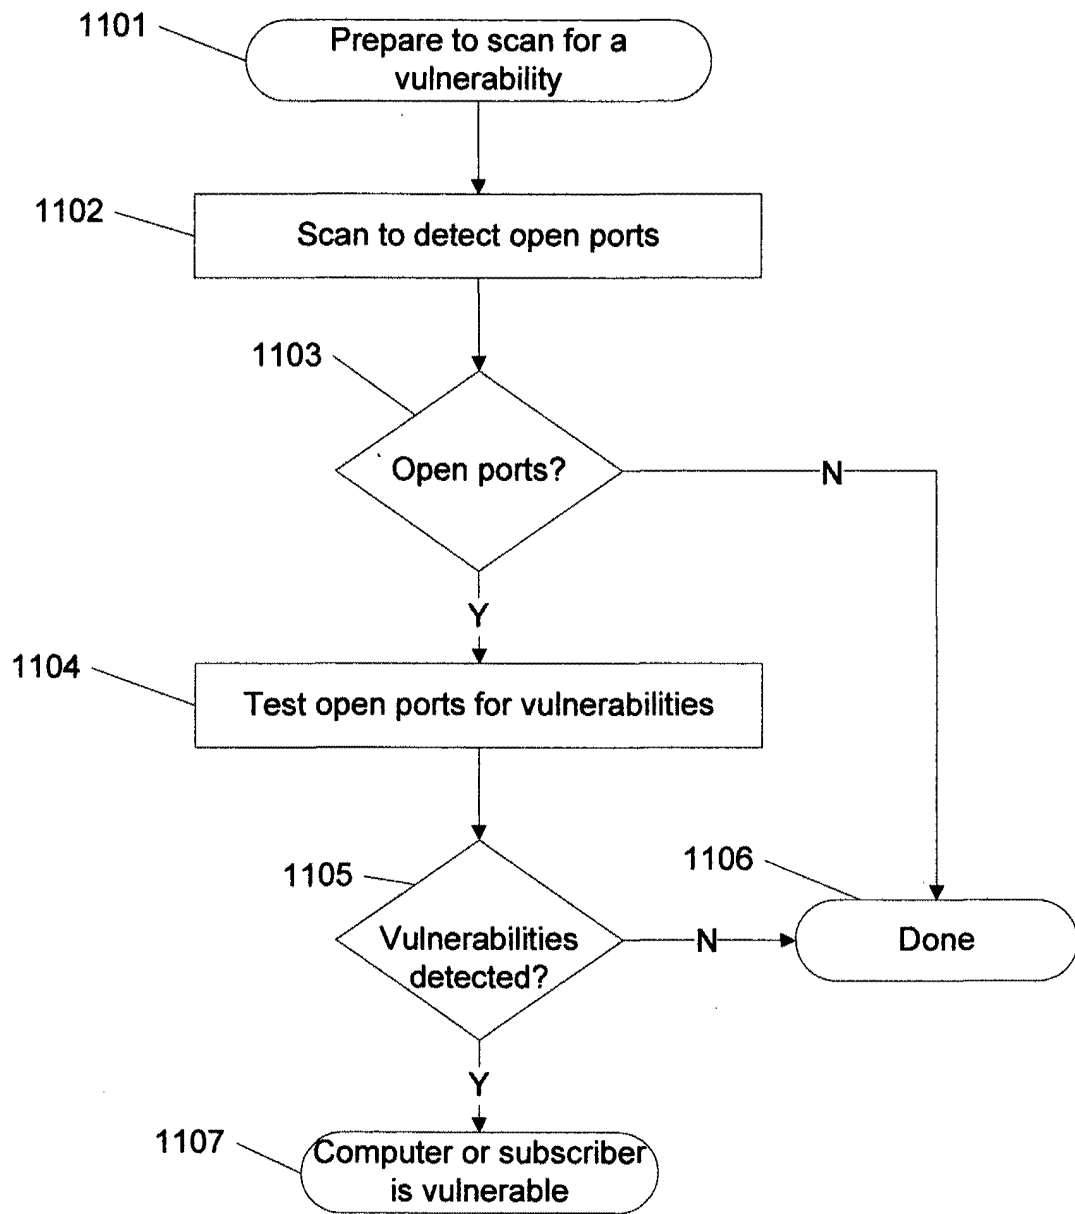 1101
Prepare to scan for a
vulnerability
1102
Scan to detect open ports
1103
Open ports?
N
Y
1104
Test open ports for vulnerabilities
1105
1106
Vulnerabilities
detected?
N
Done
Y
1107
Computer or subscriber
is vulnerable